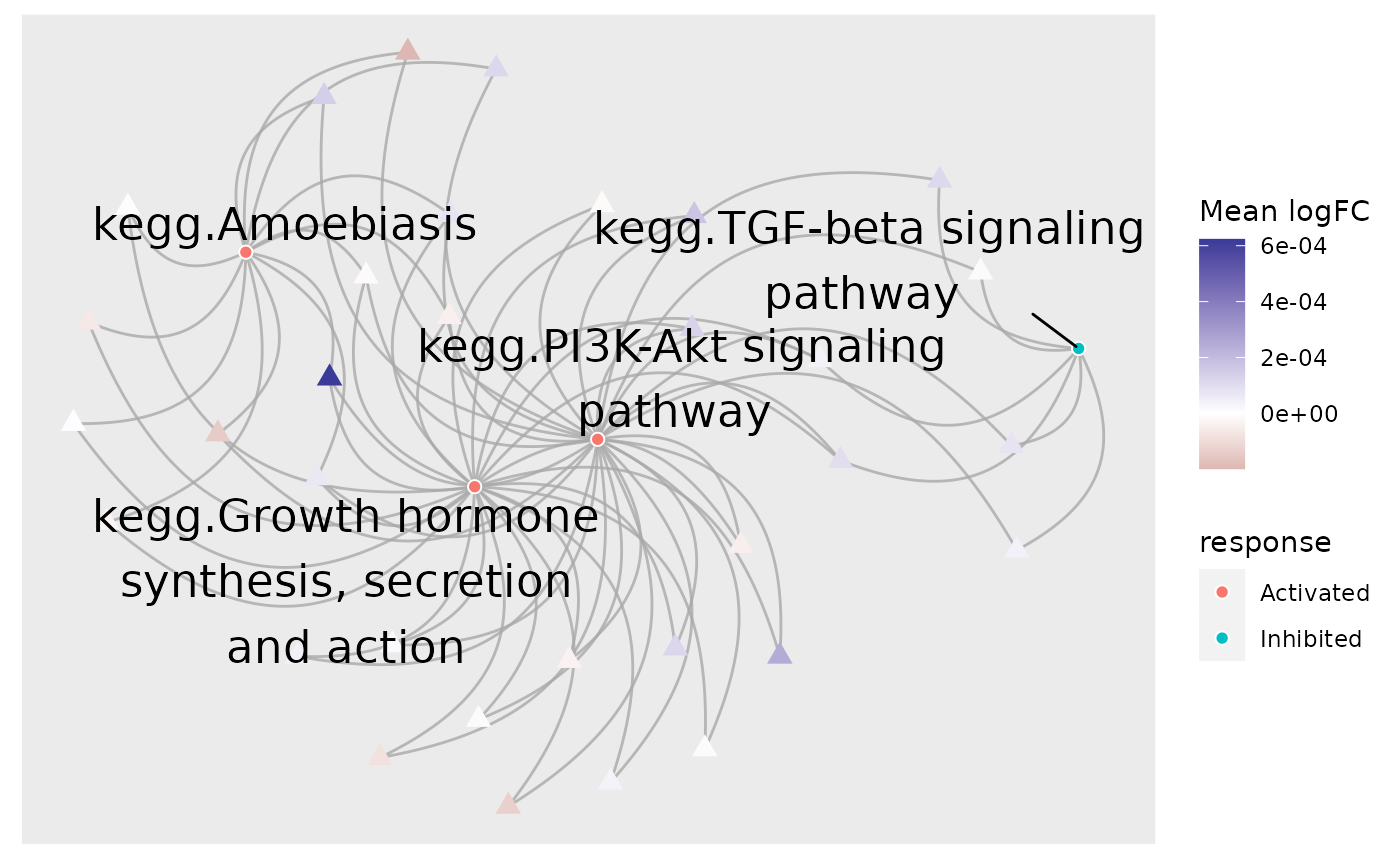 kegg.Amoebiasis
kegg.TGF-beta signaling
pathway
kegg.PI3K-Akt signaling
pathway
kegg.Growth hormone
synthesis, secretion
and action
Mean logFC
6e-04
4e-04
2e-04
0e+00
response
Activated
Inhibited